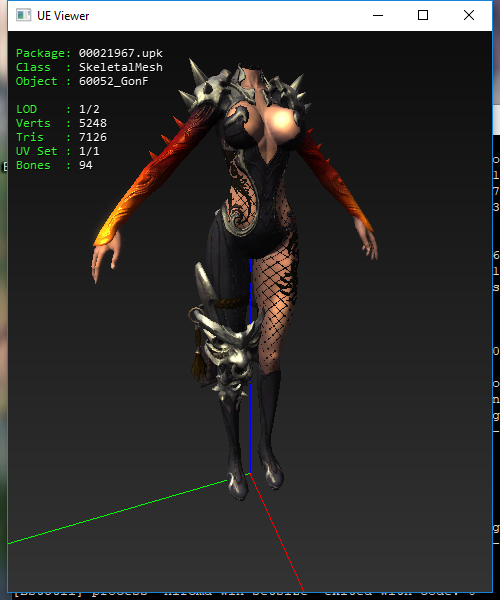 UE Viewer
Package: 00021967.upk
Class : SkeletalMesh
Object : 60052_GonF
LOD : 1/2
Verts : 5248
Tris : 7126
UV Set : 1/1
Bones : 94